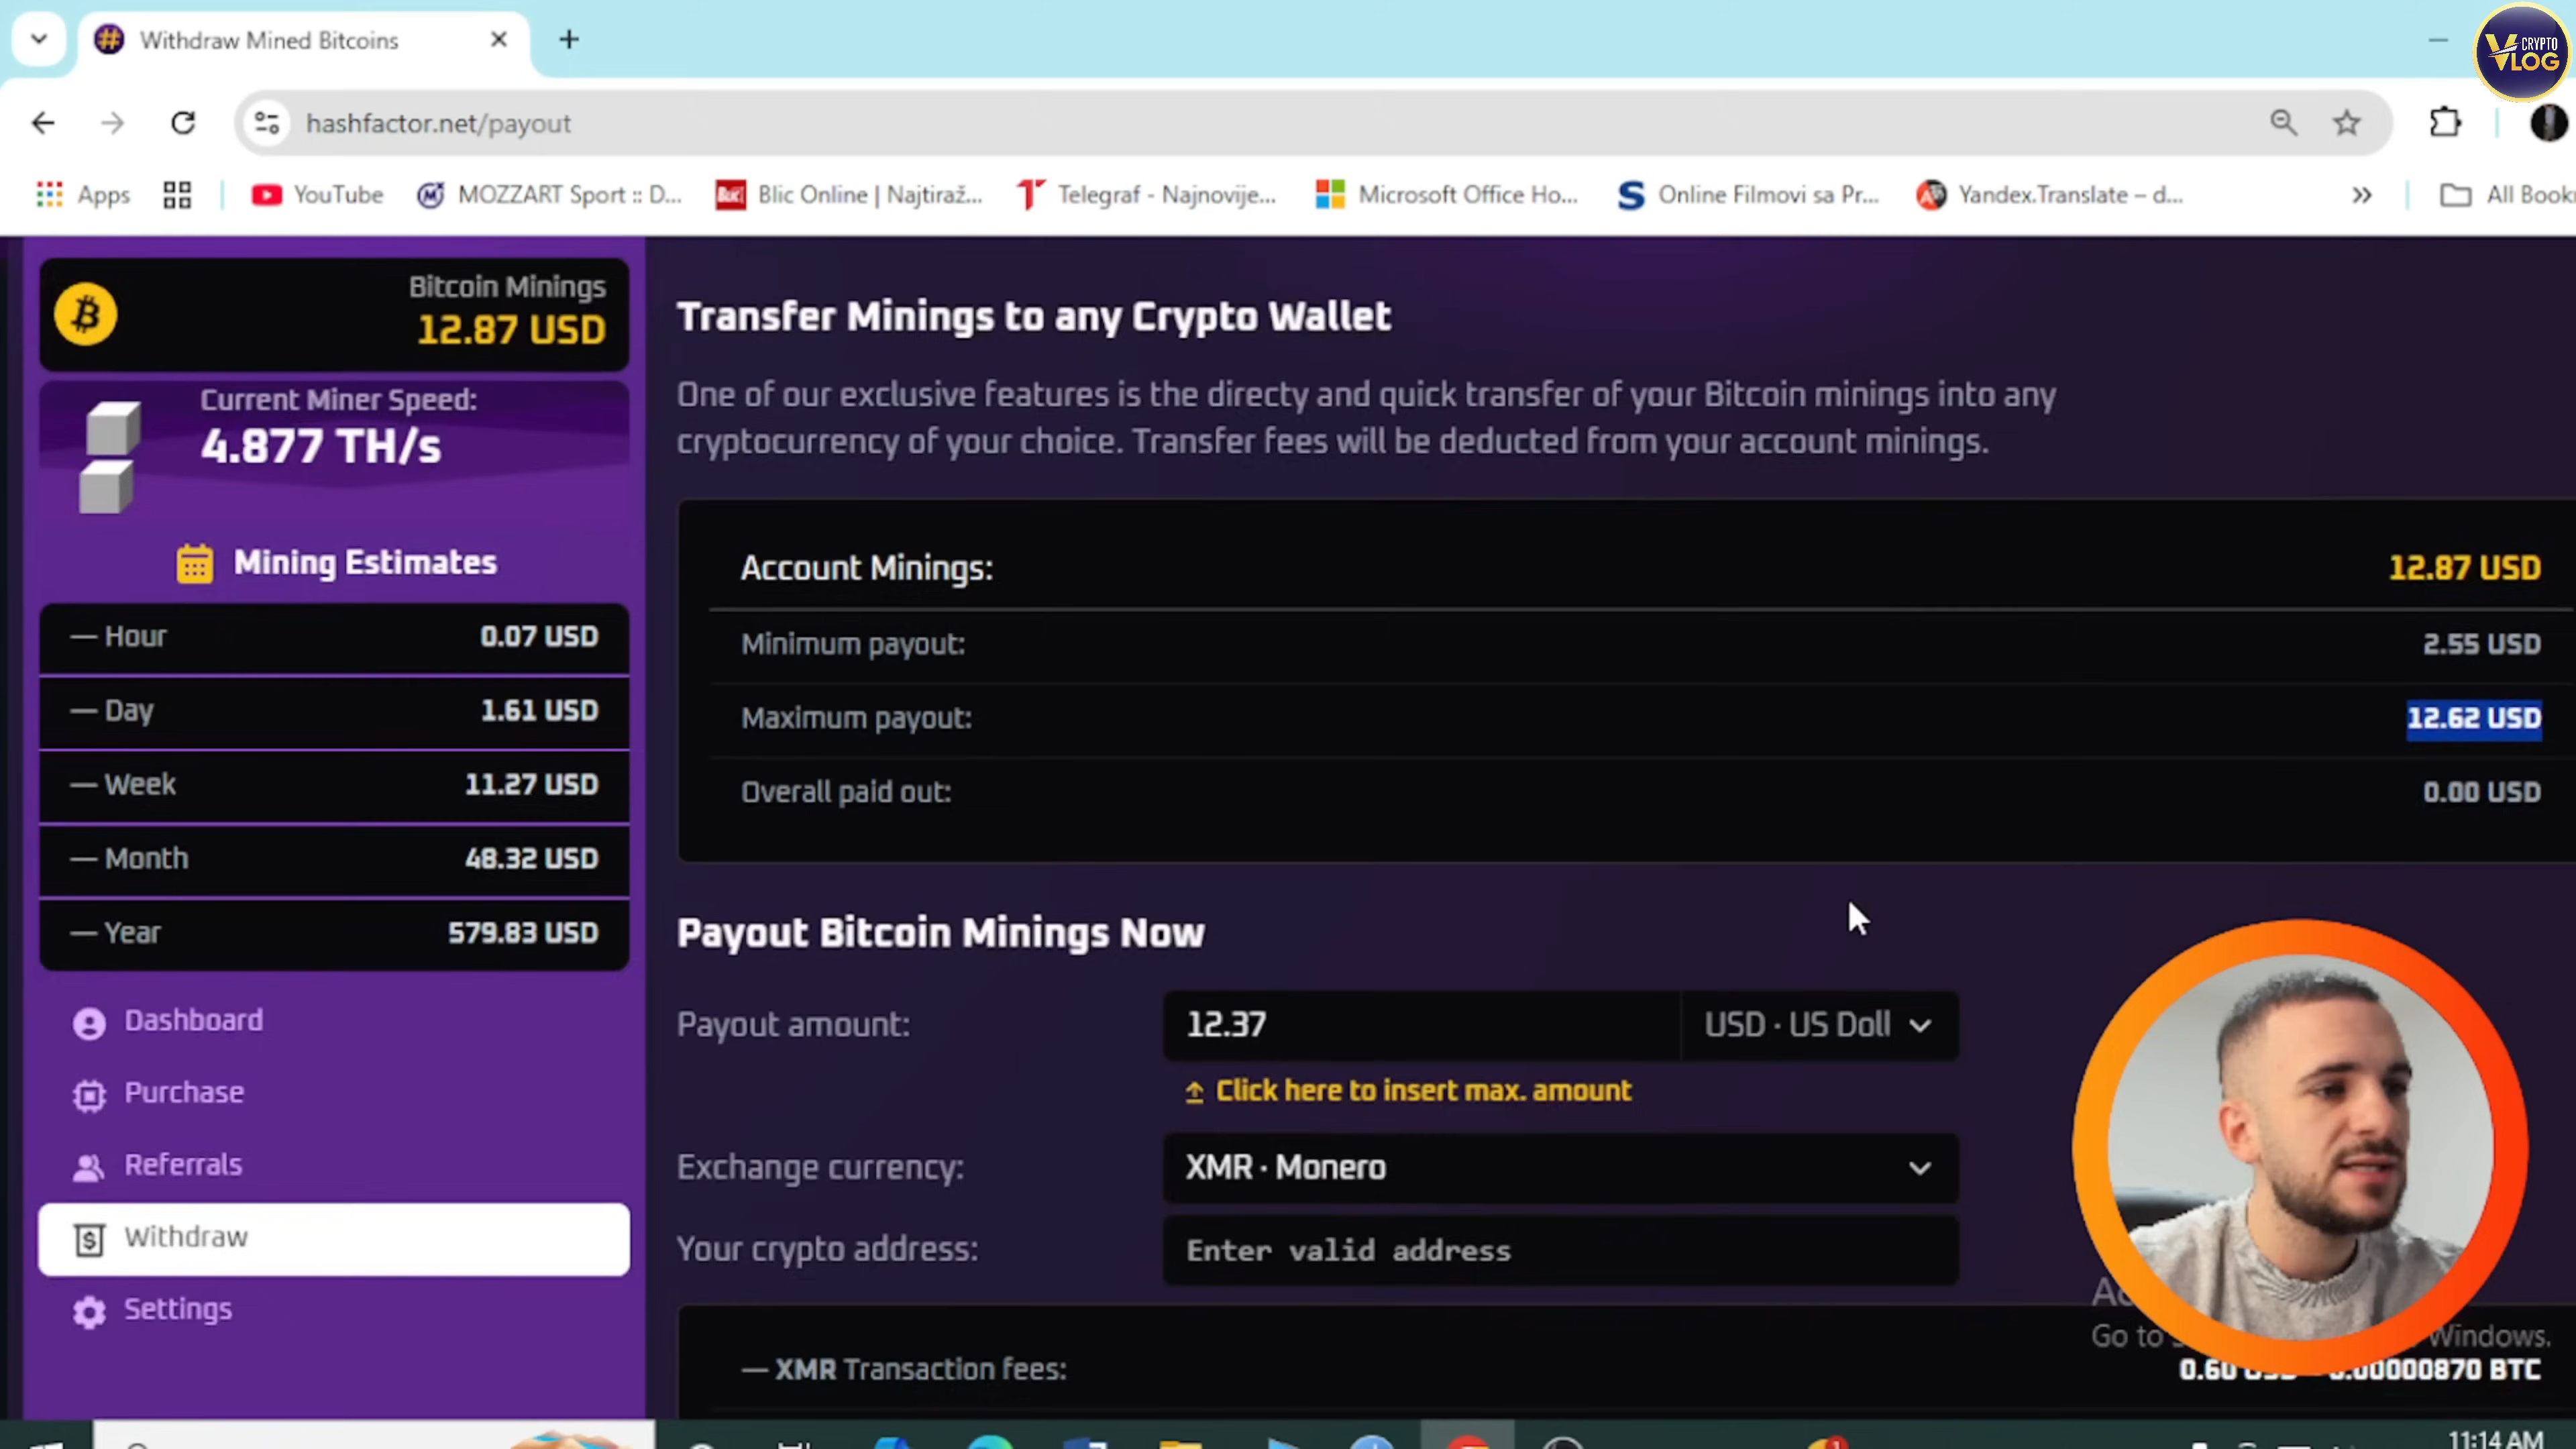 Withdraw Mined Bitcoins
CRYPTO
VLOG
hashfactor.net/payout
Apps
YouTube
MOZZART Sport :: D...
Blic Online | Najtiraž...
Telegraf - Najnovije...
Microsoft Office Ho...
Online Filmovi sa Pr...
Yandex.Translate – d...
All Book
Bitcoin Minings
12.87 USD
Current Miner Speed:
4.877 TH/s
Mining Estimates
— Hour 0.07 USD
— Day 1.61 USD
— Week 11.27 USD
— Month 48.32 USD
— Year 579.83 USD
Dashboard
Purchase
Referrals
Withdraw
Settings
Transfer Minings to any Crypto Wallet
One of our exclusive features is the directy and quick transfer of your Bitcoin minings into any
cryptocurrency of your choice. Transfer fees will be deducted from your account minings.
Account Minings: 12.87 USD
Minimum payout: 2.55 USD
Maximum payout: 12.62 USD
Overall paid out: 0.00 USD
Payout Bitcoin Minings Now
Payout amount: 12.37 USD · US Doll
Click here to insert max. amount
Exchange currency: XMR · Monero
Your crypto address: Enter valid address
Go to Windows.
— XMR Transaction fees: 0.60 BTC
11:14 AM